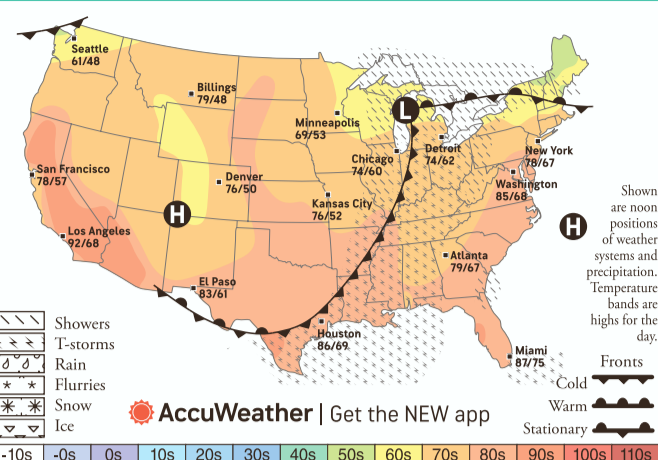 Seattle
61/48
Billings
79/48
Minneapolis
69/53
L
Detroit
74/62
New York
78/67
Chicago
74/60
San Francisco
78/57
Denver
76/50
Washington
85/68
Kansas City
76/52
H
H
Los Angeles
92/68
Atlanta
79/67
El Paso
83/61
Houston
86/69
Miami
87/75
Shown
are noon
positions
of weather
systems and
precipitation.
Temperature
bands are
highs for the
day.
Showers
T-storms
Rain
Flurries
Snow
Ice
Fronts
Cold
Warm
Stationary
AccuWeather | Get the NEW app
-10s -0s 0s 10s 20s 30s 40s 50s 60s 70s 80s 90s 100s 110s